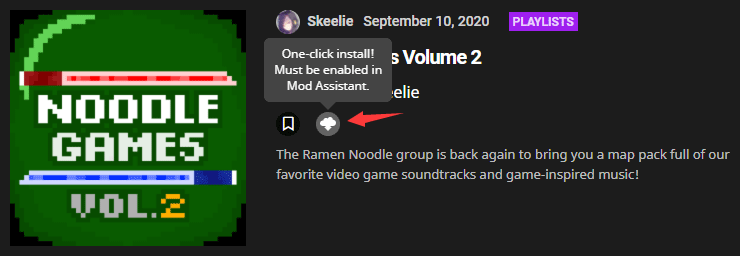 Skeelie September 10, 2020 PLAYLISTS
One-click install!
Must be enabled in
Mod Assistant.
s Volume 2
elie
The Ramen Noodle group is back again to bring you a map pack full of our
favorite video game soundtracks and game-inspired music!
NOODLE
GAMES
VOL.2